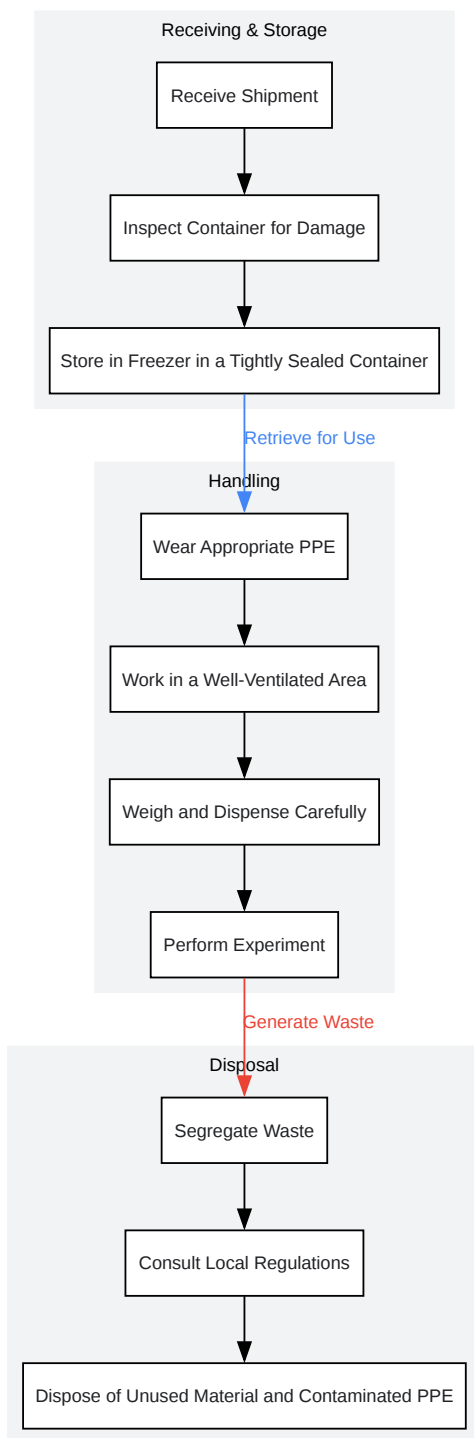 Receiving & Storage
Receive Shipment
Inspect Container for Damage
Store in Freezer in a Tightly Sealed Container
Retrieve for Use
Handling
Wear Appropriate PPE
Work in a Well-Ventilated Area
Weigh and Dispense Carefully
Perform Experiment
Generate Waste
Disposal
Segregate Waste
Consult Local Regulations
Dispose of Unused Material and Contaminated PPE